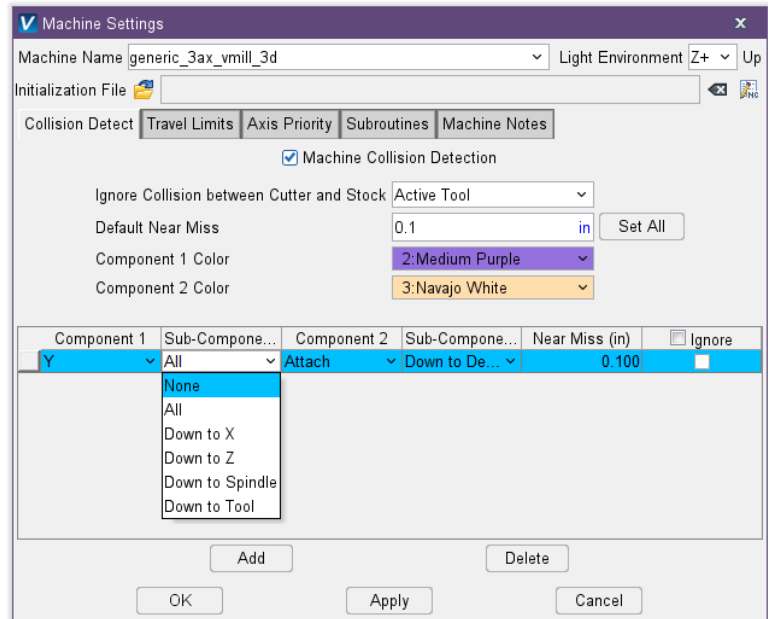 Machine Settings x
Machine Name generic_3ax_vmill_3d Light Environment Z+ Up
Initialization File NC
Collision Detect Travel Limits Axis Priority Subroutines Machine Notes
Machine Collision Detection
Ignore Collision between Cutter and Stock Active Tool
Default Near Miss 0.1 in Set All
Component 1 Color 2:Medium Purple
Component 2 Color 3:Navajo White
Component 1 Sub-Compone... Component 2 Sub-Compone... Near Miss (in) Ignore
Y All Attach Down to De... 0.100
None
All
Down to X
Down to Z
Down to Spindle
Down to Tool
Add Delete
OK Apply Cancel